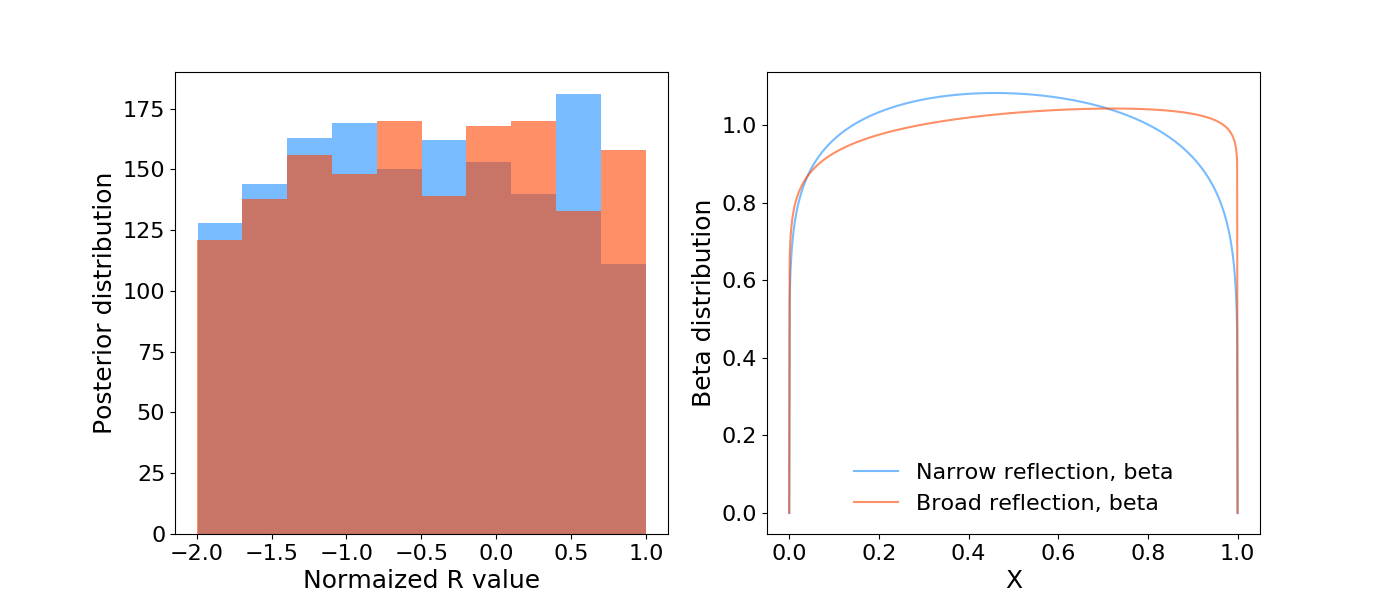 Posterior distribution
175
150
125
100
75
50
25
0
−2.0 −1.5 −1.0 −0.5 0.0 0.5 1.0
Normaized R value
Beta distribution
1.0
0.8
0.6
0.4
0.2
0.0
Narrow reflection, beta
Broad reflection, beta
0.0 0.2 0.4 0.6 0.8 1.0
X